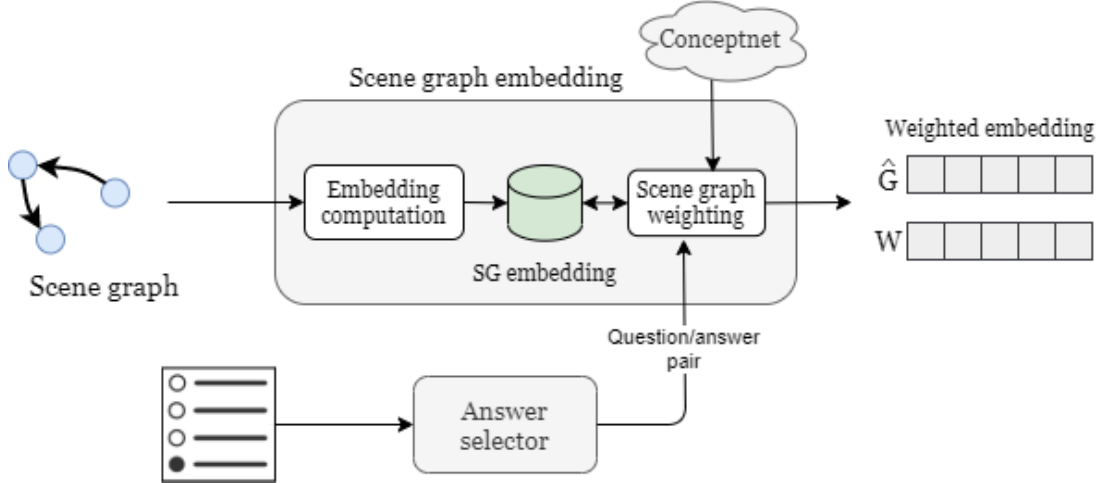 Conceptnet
Scene graph embedding
Weighted embedding
Embedding
computation
Scene graph
weighting
Ĝ
W
SG embedding
Scene graph
Question/answer
pair
Answer
selector